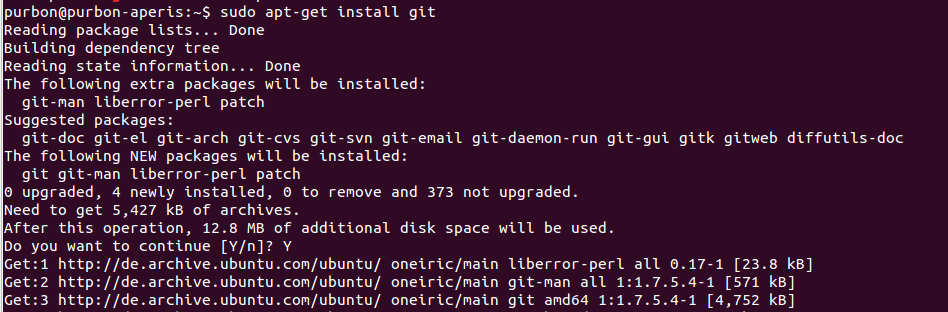 purbon@purbon-aperis:~$ sudo apt-get install git
Reading package lists... Done
Building dependency tree
Reading state information... Done
The following extra packages will be installed:
  git-man liberror-perl patch
Suggested packages:
  git-doc git-el git-arch git-cvs git-svn git-email git-daemon-run git-gui gitk gitweb diffutils-doc
The following NEW packages will be installed:
  git git-man liberror-perl patch
0 upgraded, 4 newly installed, 0 to remove and 373 not upgraded.
Need to get 5,427 kB of archives.
After this operation, 12.8 MB of additional disk space will be used.
Do you want to continue [Y/n]? Y
Get:1 http://de.archive.ubuntu.com/ubuntu/ oneiric/main liberror-perl all 0.17-1 [23.8 kB]
Get:2 http://de.archive.ubuntu.com/ubuntu/ oneiric/main git-man all 1:1.7.5.4-1 [571 kB]
Get:3 http://de.archive.ubuntu.com/ubuntu/ oneiric/main git amd64 1:1.7.5.4-1 [4,752 kB]